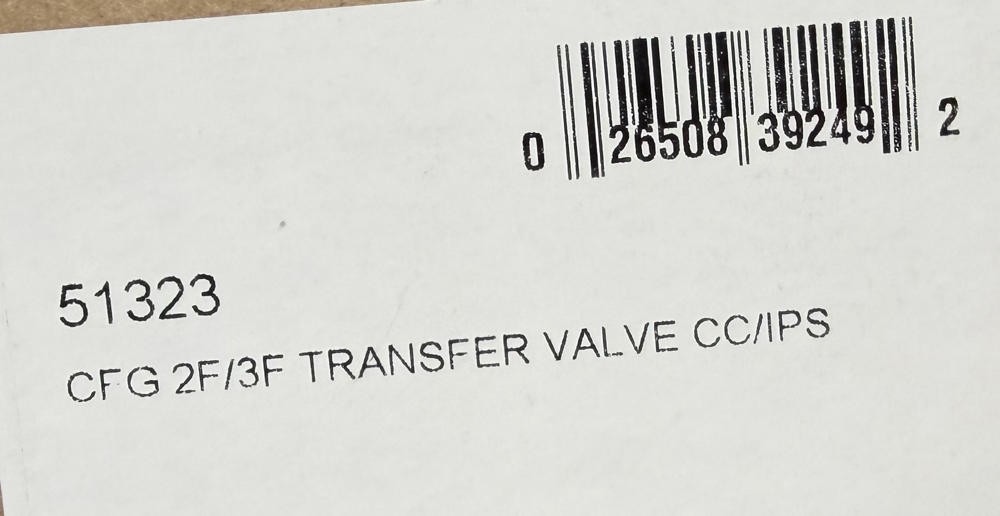 0 26508 39249 2
51323
CFG 2F/3F TRANSFER VALVE CC/IPS